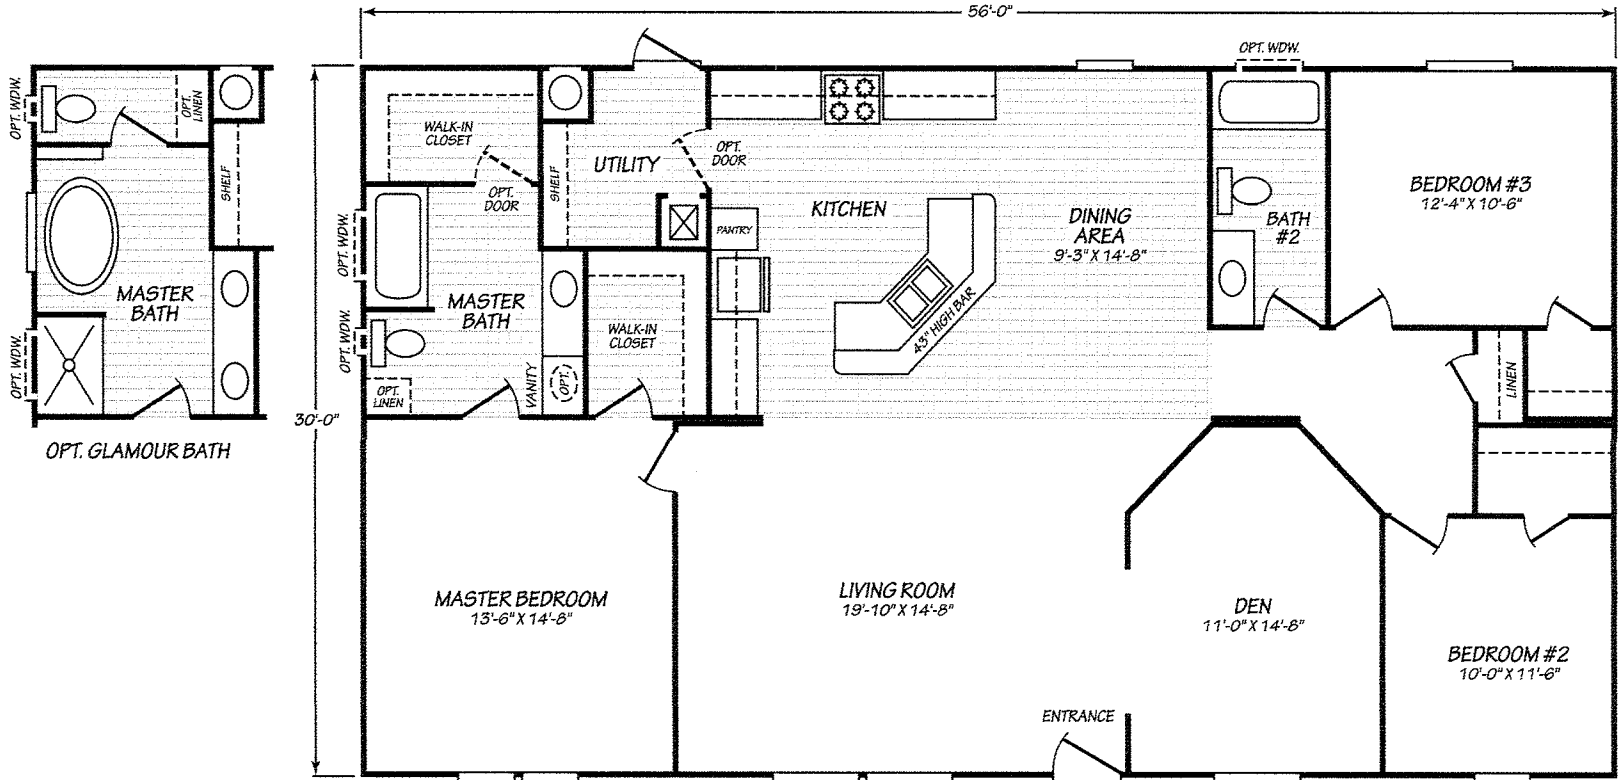 56'-0"
OPT. WDW.
OPT. WDW.
OPT.
LINEN
SHELF
MASTER
BATH
OPT. WDW.
OPT. GLAMOUR BATH
30'-0"
WALK-IN
CLOSET
OPT.
DOOR
UTILITY
SHELF
OPT.
DOOR
OPT. WDW.
MASTER
BATH
OPT. WDW.
OPT.
LINEN
VANITY
OPT.
WALK-IN
CLOSET
KITCHEN
PANTRY
43" HIGH BAR
DINING
AREA
9'-3" X 14'-8"
BATH
#2
BEDROOM #3
12'-4" X 10'-6"
LINEN
MASTER BEDROOM
13'-6" X 14'-8"
LIVING ROOM
19'-10" X 14'-8"
DEN
11'-0" X 14'-8"
BEDROOM #2
10'-0" X 11'-6"
ENTRANCE